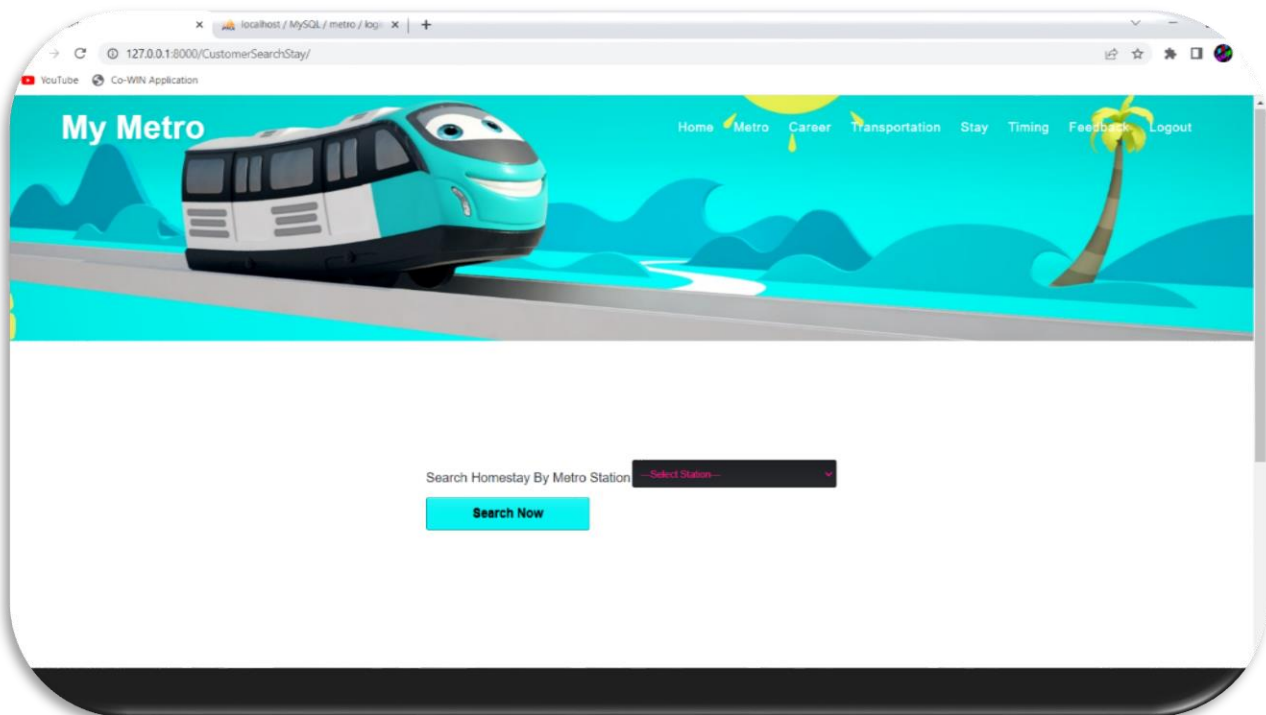 localhost / MySQL / metro / logi
127.0.0.1:8000/CustomerSearchStay/
YouTube Co-WIN Application
My Metro
Home Metro Career Transportation Stay Timing Feedback Logout
Search Homestay By Metro Station ---Select Station---
Search Now